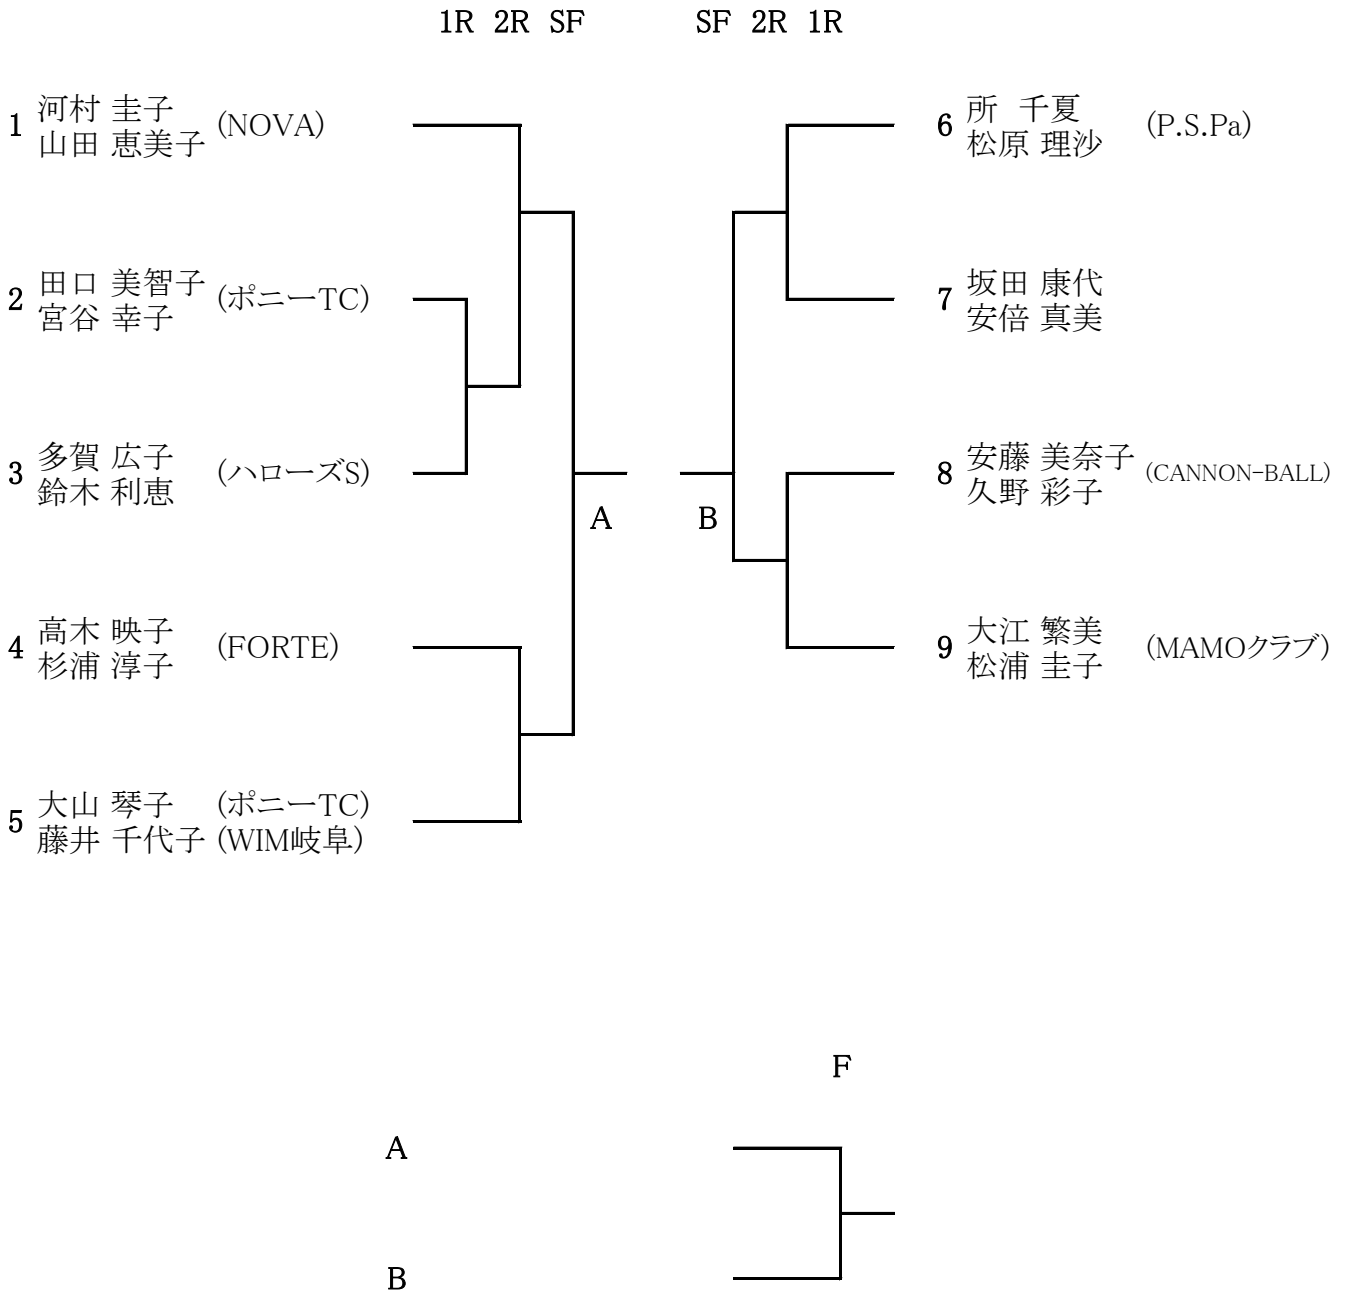 1R 2R SF SF 2R 1R
1 河村 圭子 (NOVA)
山田 恵美子
2 田口 美智子 (ポニーTC)
宮谷 幸子
3 多賀 広子 (ハローズS)
鈴木 利恵
A
4 高木 映子 (FORTE)
杉浦 淳子
5 大山 琴子 (ポニーTC)
藤井 千代子 (WIM岐阜)
6 所 千夏 (P.S.Pa)
松原 理沙
7 坂田 康代
安倍 真美
8 安藤 美奈子 (CANNON-BALL)
久野 彩子
B
9 大江 繁美 (MAMOクラブ)
松浦 圭子
F
A
B